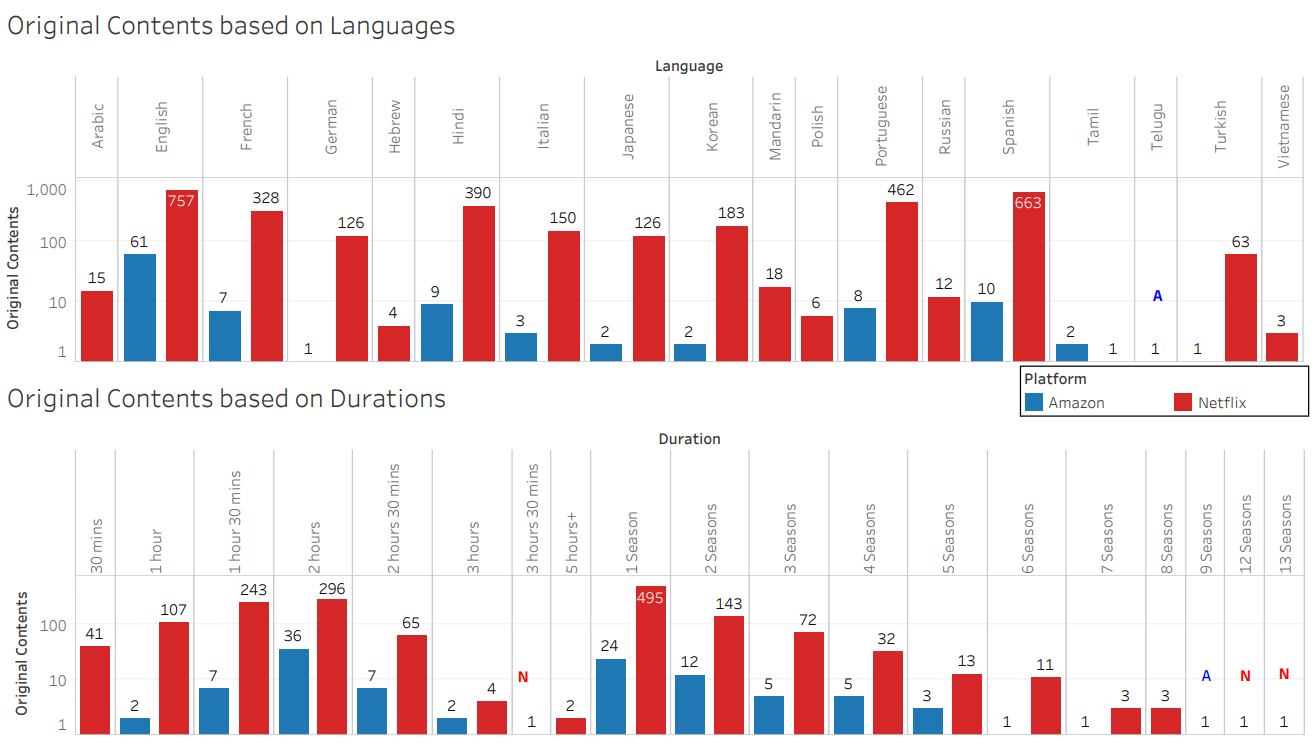 Original Contents based on Languages
Language
Arabic English French German Hebrew Hindi Italian Japanese Korean Mandarin Polish Portuguese Russian Spanish Tamil Telugu Turkish Vietnamese
Original Contents
1,000
100
10
1
15 61 757 7 328 1 126 4 9 390 3 150 2 126 2 183 18 6 8 462 12 10 663 2 1 A 1 1 63 3
Platform
Amazon Netflix
Original Contents based on Durations
Duration
30 mins 1 hour 1 hour 30 mins 2 hours 2 hours 30 mins 3 hours 3 hours 30 mins 5 hours+ 1 Season 2 Seasons 3 Seasons 4 Seasons 5 Seasons 6 Seasons 7 Seasons 8 Seasons 9 Seasons 12 Seasons 13 Seasons
Original Contents
100
10
1
41 2 107 7 243 36 296 7 65 2 4 N 1 2 24 495 12 143 5 72 5 32 3 13 1 11 1 3 3 A 1 N 1 N 1